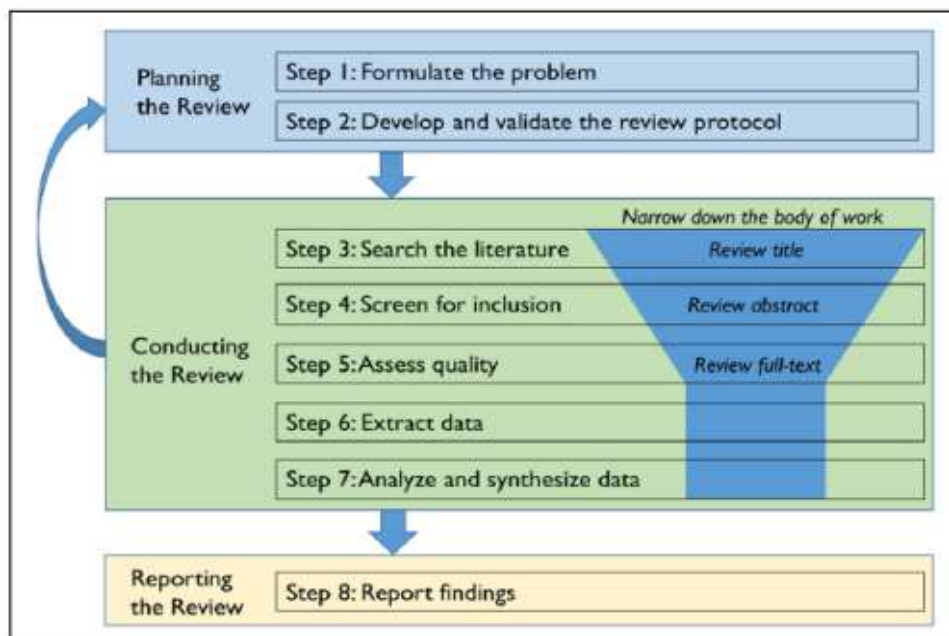 Planning
the Review
Step 1: Formulate the problem
Step 2: Develop and validate the review protocol
Narrow down the body of work
Conducting
the Review
Step 3: Search the literature
Review title
Step 4: Screen for inclusion
Review abstract
Step 5: Assess quality
Review full-text
Step 6: Extract data
Step 7: Analyze and synthesize data
Reporting
the Review
Step 8: Report findings